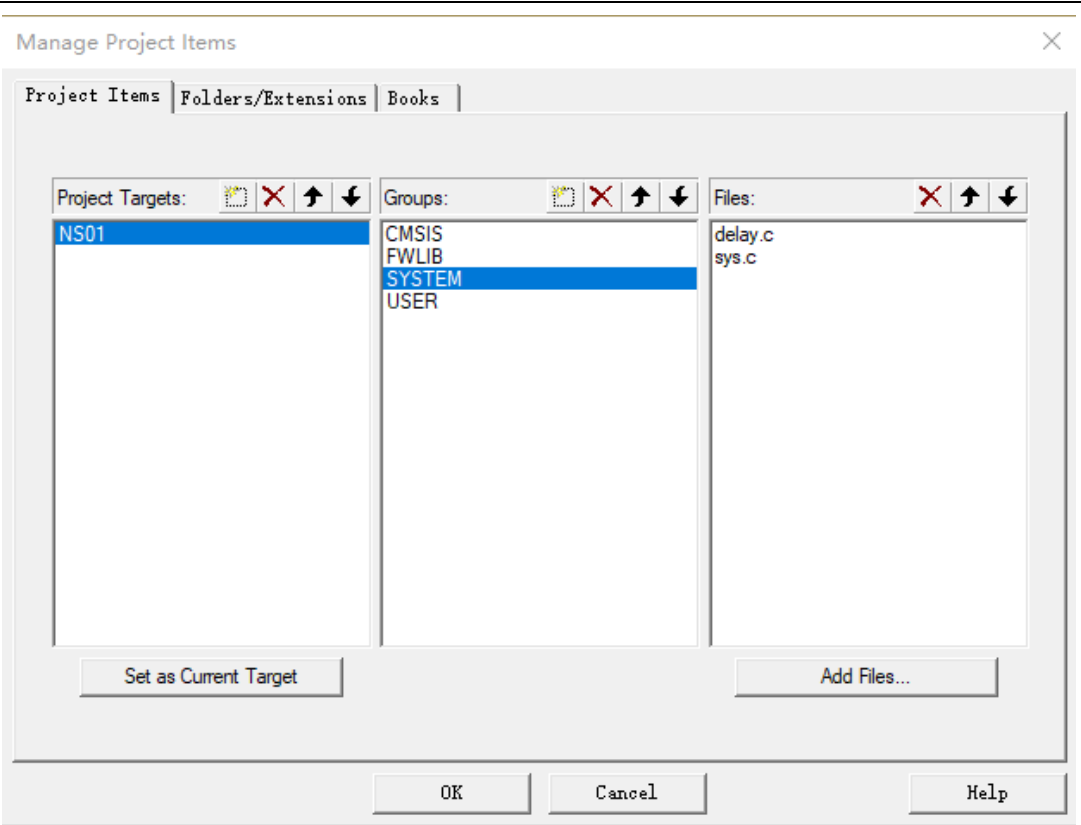 Manage Project Items
Project Items Folders/Extensions Books
Project Targets: Groups: Files:
NS01 CMSIS delay.c
FWLIB sys.c
SYSTEM
USER
Set as Current Target Add Files...
OK Cancel Help